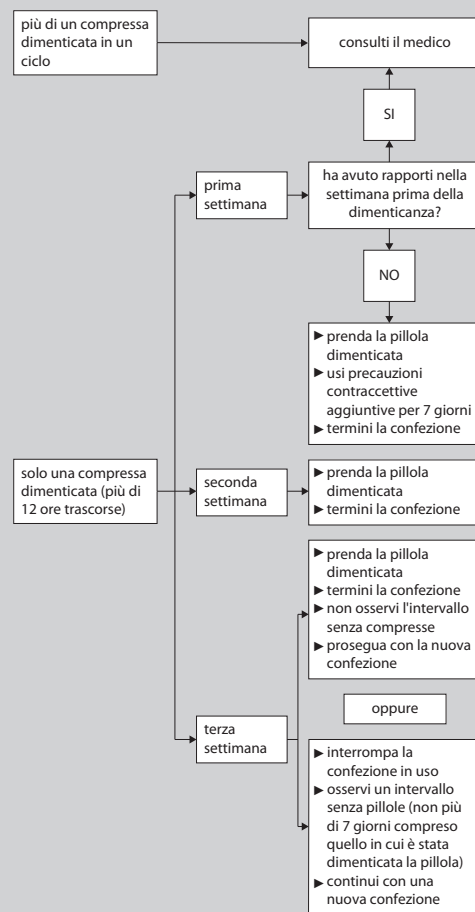 più di un compressa
dimenticata in un
ciclo
consulti il medico
SI
prima
settimana
ha avuto rapporti nella
settimana prima della
dimenticanza?
NO
▶ prenda la pillola
dimenticata
▶ usi precauzioni
contraccettive
aggiuntive per 7 giorni
▶ termini la confezione
solo una compressa
dimenticata (più di
12 ore trascorse)
seconda
settimana
▶ prenda la pillola
dimenticata
▶ termini la confezione
▶ prenda la pillola
dimenticata
▶ termini la confezione
▶ non osservi l'intervallo
senza compresse
▶ prosegua con la nuova
confezione
oppure
terza
settimana
▶ interrompa la
confezione in uso
▶ osservi un intervallo
senza pillole (non più
di 7 giorni compreso
quello in cui è stata
dimenticata la pillola)
▶ continui con una
nuova confezione